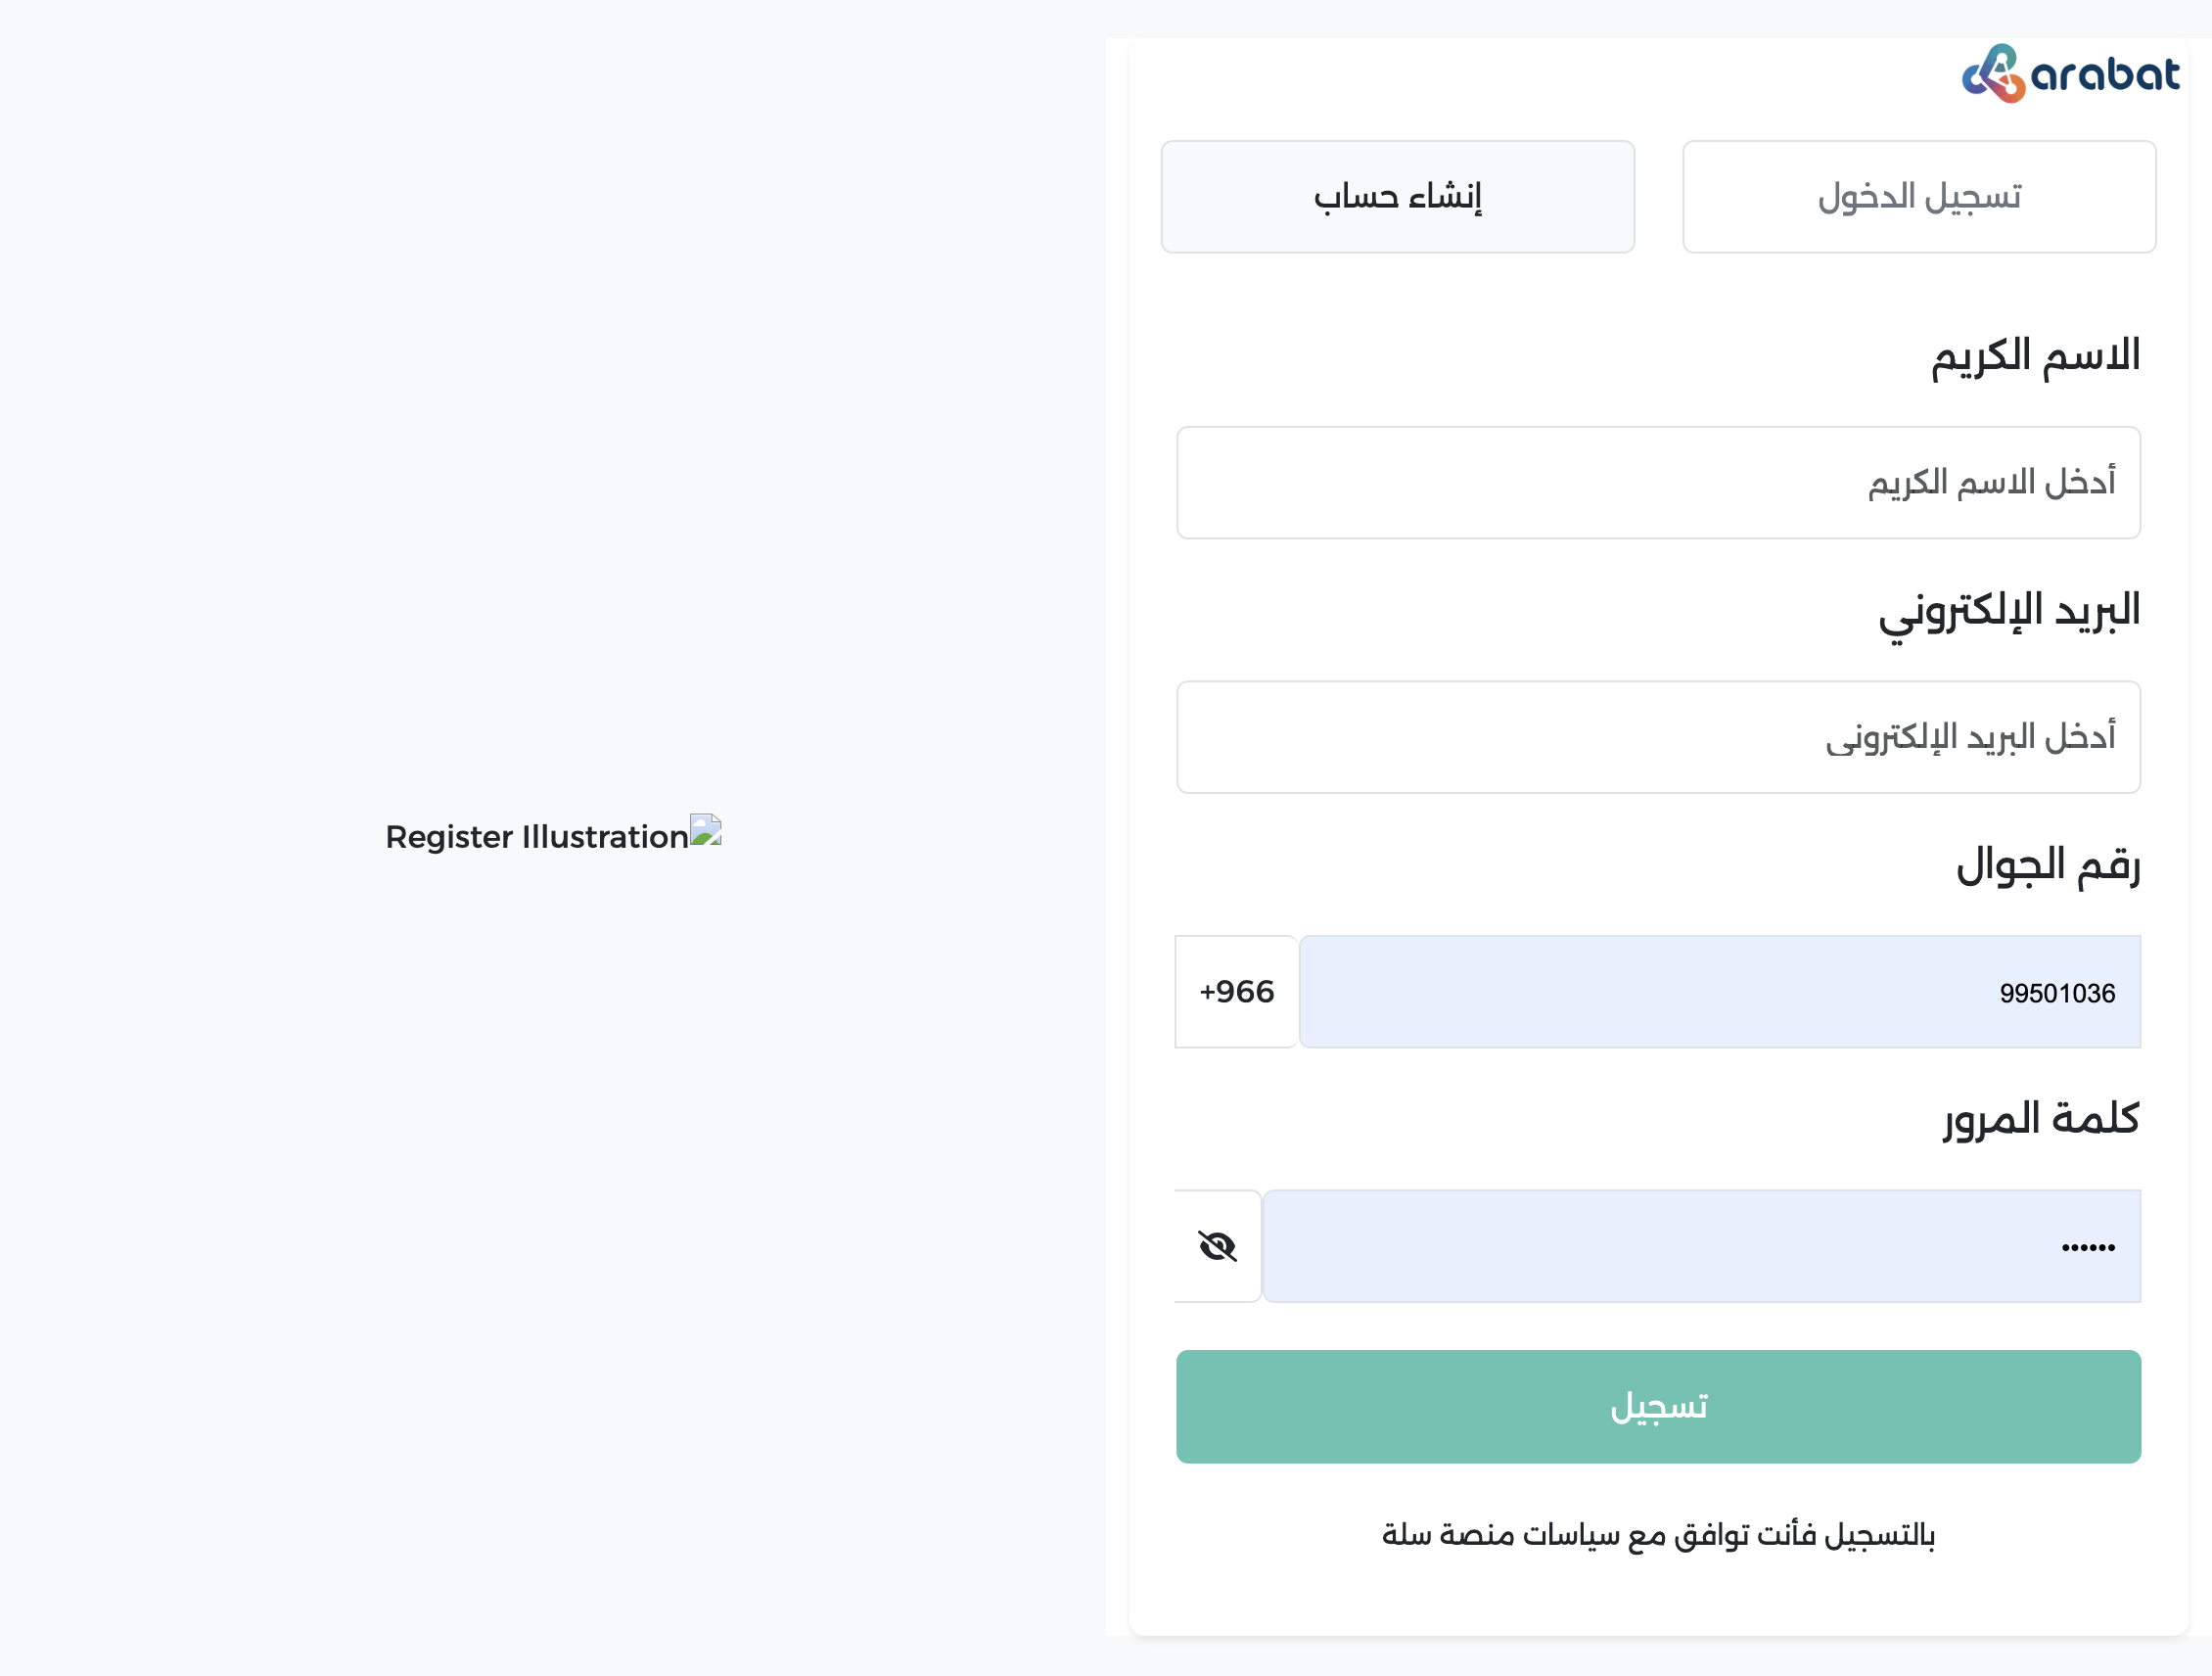 arabat
تسجيل الدخول
إنشاء حساب
الاسم الكريم
أدخل الاسم الكريم
البريد الإلكتروني
أدخل البريد الإلكتروني
رقم الجوال
99501036
+966
كلمة المرور
••••••
تسجيل
بالتسجيل فأنت توافق مع سياسات منصة سلة
Register Illustration